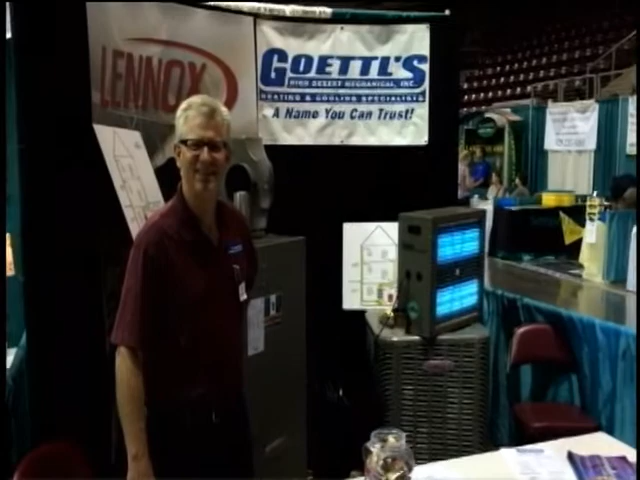 LENNOX
GOETTL'S
HIGH DESERT MECHANICAL, INC.
HEATING & COOLING SPECIALISTS
A Name You Can Trust!